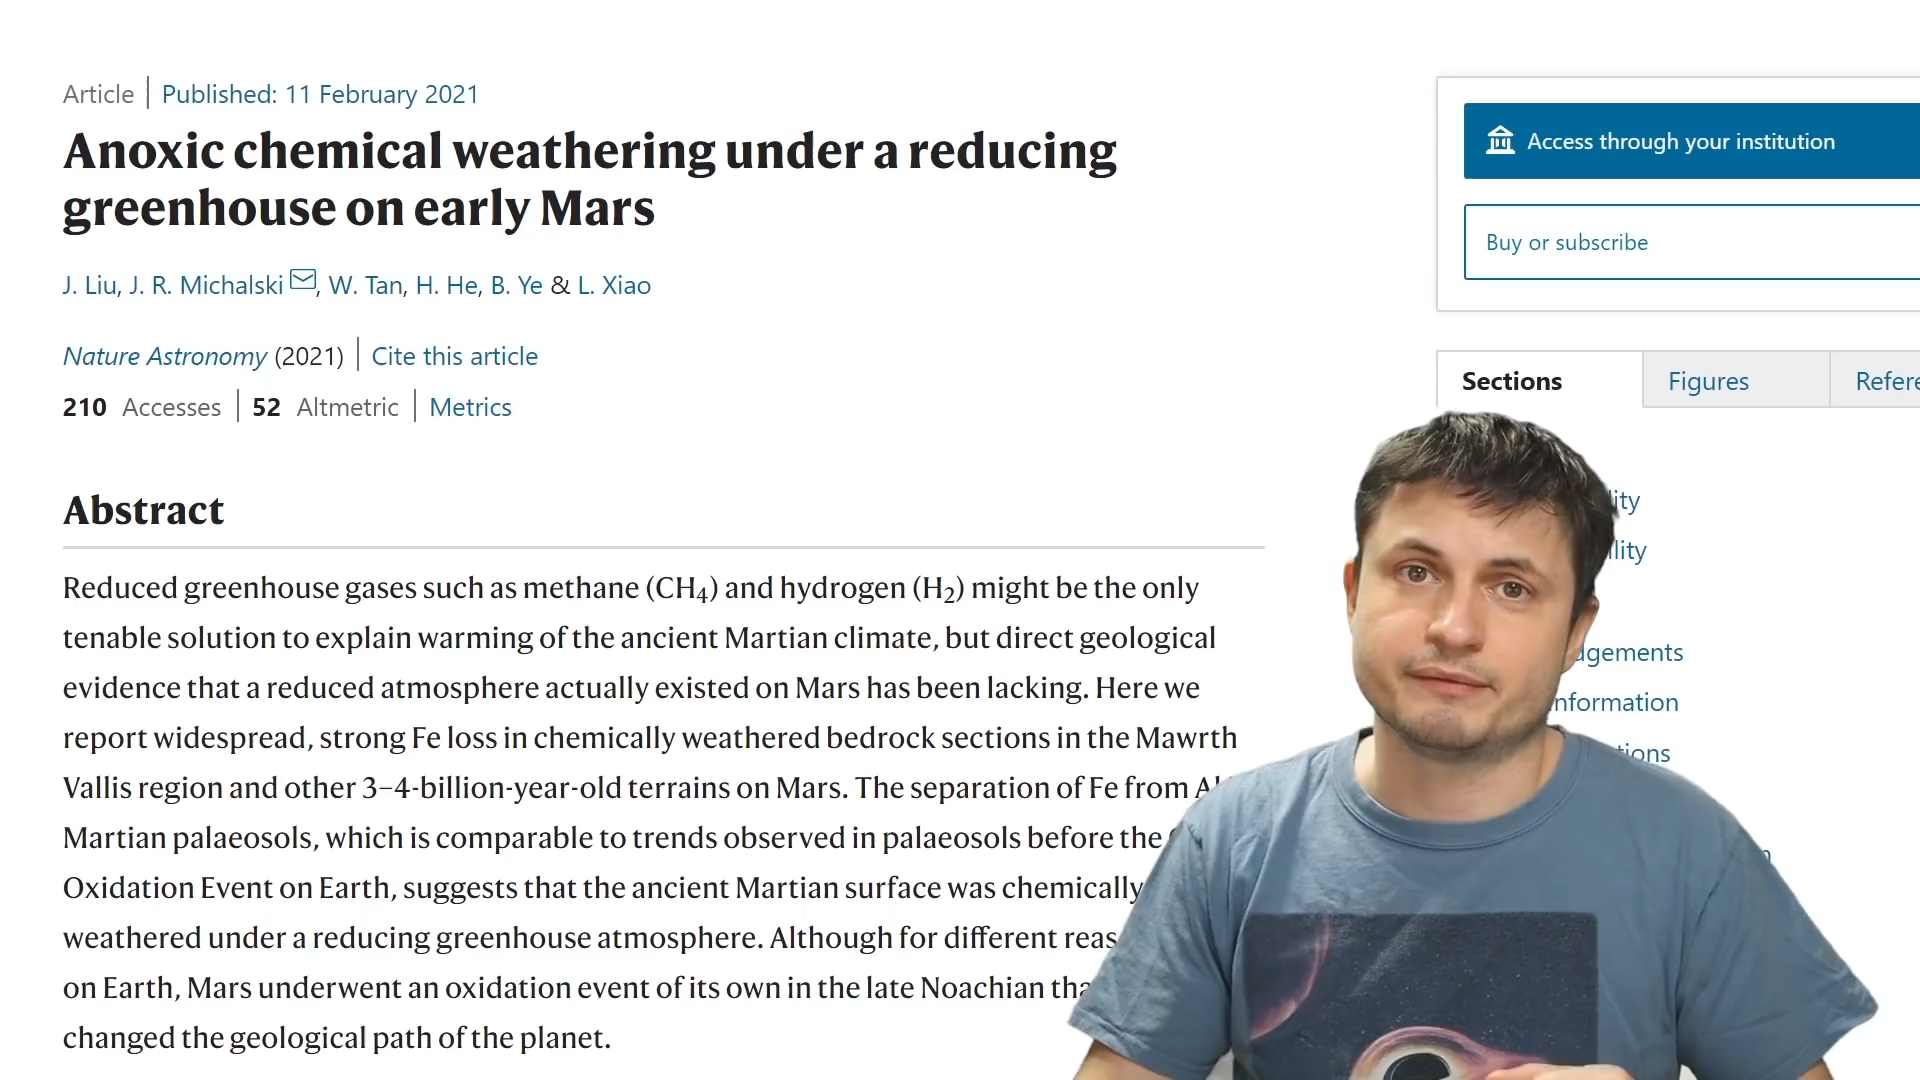 Article Published: 11 February 2021
Anoxic chemical weathering under a reducing
greenhouse on early Mars
J. Liu, J. R. Michalski, W. Tan, H. He, B. Ye & L. Xiao
Nature Astronomy (2021) Cite this article
210 Accesses 52 Altmetric Metrics
Abstract
Reduced greenhouse gases such as methane (CH₄) and hydrogen (H₂) might be the only
tenable solution to explain warming of the ancient Martian climate, but direct geological
evidence that a reduced atmosphere actually existed on Mars has been lacking. Here we
report widespread, strong Fe loss in chemically weathered bedrock sections in the Mawrth
Vallis region and other 3–4-billion-year-old terrains on Mars. The separation of Fe from
Martian palaeosols, which is comparable to trends observed in palaeosols before the
Oxidation Event on Earth, suggests that the ancient Martian surface was chemically
weathered under a reducing greenhouse atmosphere. Although for different reas
on Earth, Mars underwent an oxidation event of its own in the late Noachian tha
changed the geological path of the planet.
Access through your institution
Buy or subscribe
Sections Figures Refere
ity
lity
dgements
nformation
tions